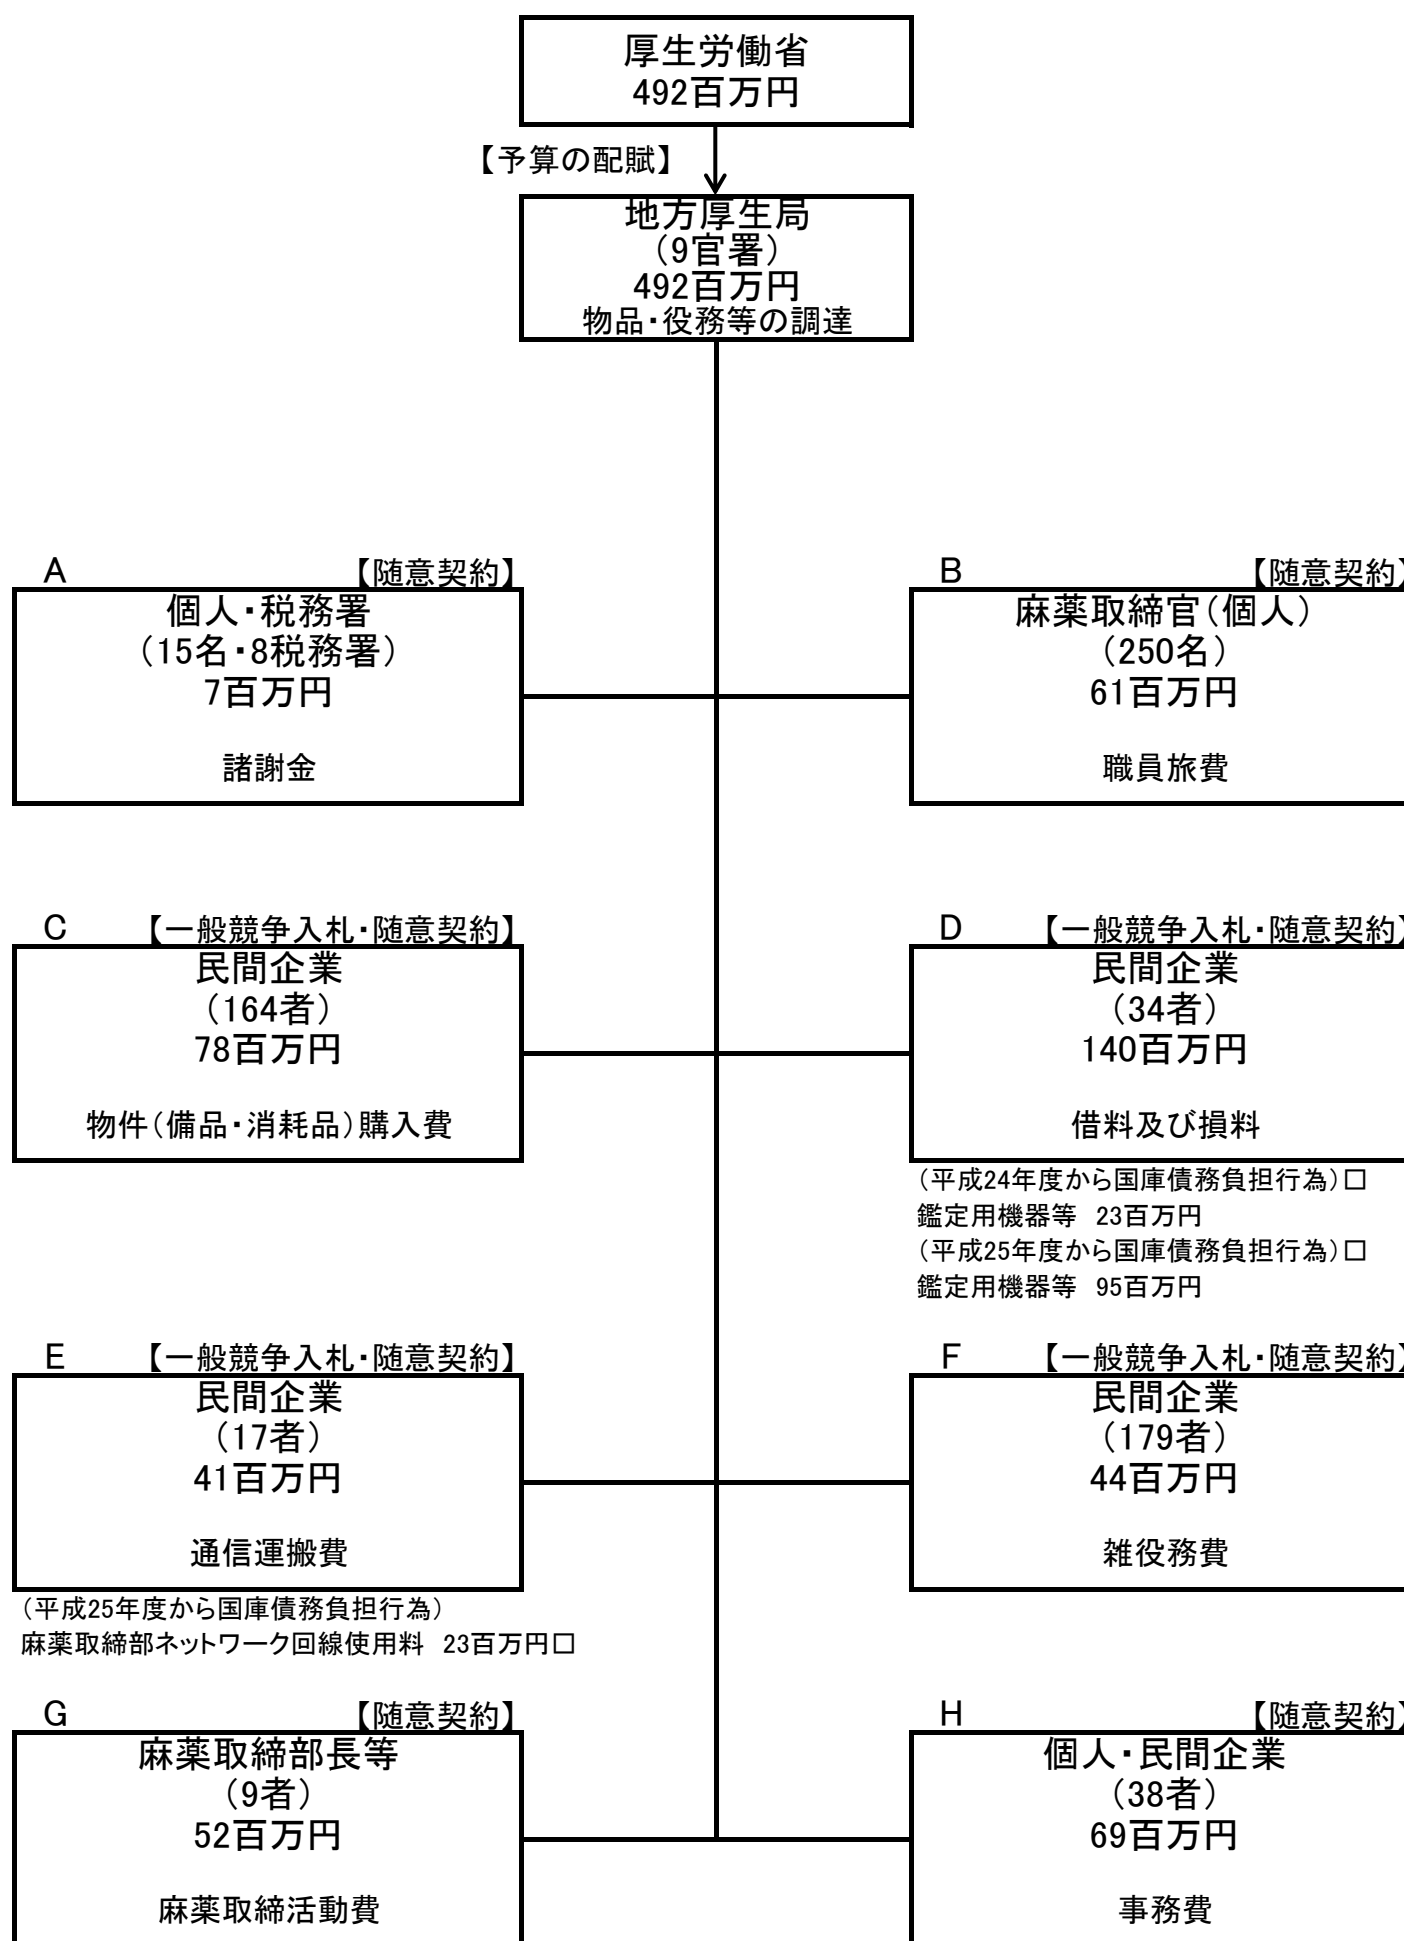 厚生労働省
492百万円
【予算の配賦】
地方厚生局
（9官署）
492百万円
物品・役務等の調達
A 【随意契約】
個人・税務署
（15名・8税務署）
7百万円
諸謝金
B 【随意契約】
麻薬取締官（個人）
（250名）
61百万円
職員旅費
C 【一般競争入札・随意契約】
民間企業
（164者）
78百万円
物件（備品・消耗品）購入費
D 【一般競争入札・随意契約】
民間企業
（34者）
140百万円
借料及び損料
（平成24年度から国庫債務負担行為）□
鑑定用機器等 23百万円
（平成25年度から国庫債務負担行為）□
鑑定用機器等 95百万円
E 【一般競争入札・随意契約】
民間企業
（17者）
41百万円
通信運搬費
（平成25年度から国庫債務負担行為）
麻薬取締部ネットワーク回線使用料 23百万円□
F 【一般競争入札・随意契約】
民間企業
（179者）
44百万円
雑役務費
G 【随意契約】
麻薬取締部長等
（9者）
52百万円
麻薬取締活動費
H 【随意契約】
個人・民間企業
（38者）
69百万円
事務費